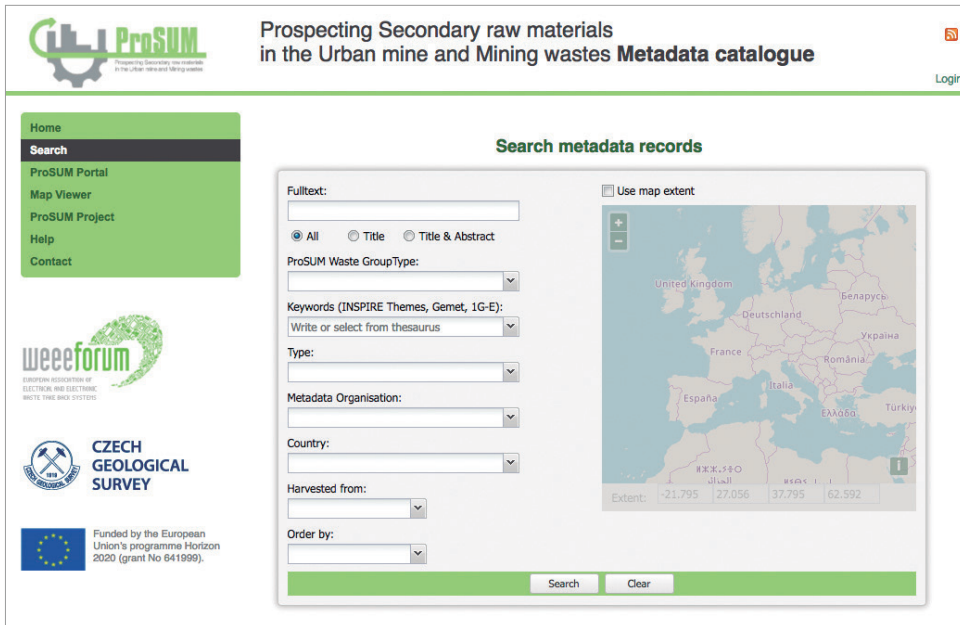 ProSUM
Prospecting Secondary raw materials
in the Urban mine and Mining wastes
Prospecting Secondary raw materials
in the Urban mine and Mining wastes Metadata catalogue
Login
Home
Search
ProSUM Portal
Map Viewer
ProSUM Project
Help
Contact
weeeforum
EUROPEAN ASSOCIATION OF
ELECTRICAL AND ELECTRONIC
WASTE TAKE BACK SYSTEMS
CZECH
GEOLOGICAL
SURVEY
1919
CZECH GEOLOGICAL SURVEY
Funded by the European
Union's programme Horizon
2020 (grant No 641999).
Search metadata records
Fulltext:
All Title Title & Abstract
ProSUM Waste GroupType:
Keywords (INSPIRE Themes, Gemet, 1G-E):
Write or select from thesaurus
Type:
Metadata Organisation:
Country:
Harvested from:
Order by:
Use map extent
+
−
United Kingdom
Беларусь
Deutschland
Україна
France
România
Italia
España
Ελλάδα
Türkiye
i
Extent: -21.795 27.056 37.795 62.592
Search Clear